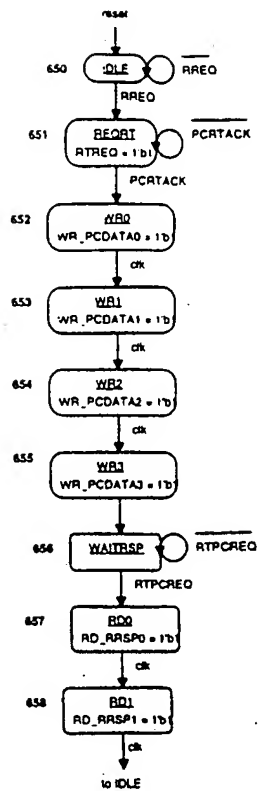 reset
650
IDLE
RREQ
RREQ
651
REQRT
RTREQ = 1'b1
PCRTACK
PCRTACK
652
WR0
WR_PCDATA0 = 1'b1
clk
653
WR1
WR_PCDATA1 = 1'b1
clk
654
WR2
WR_PCDATA2 = 1'b1
clk
655
WR3
WR_PCDATA3 = 1'b1
656
WAITRSP
RTPCREQ
RTPCREQ
657
RD0
RD_RRSP0 = 1'b1
clk
658
RD1
RD_RRSP1 = 1'b1
clk
to IDLE